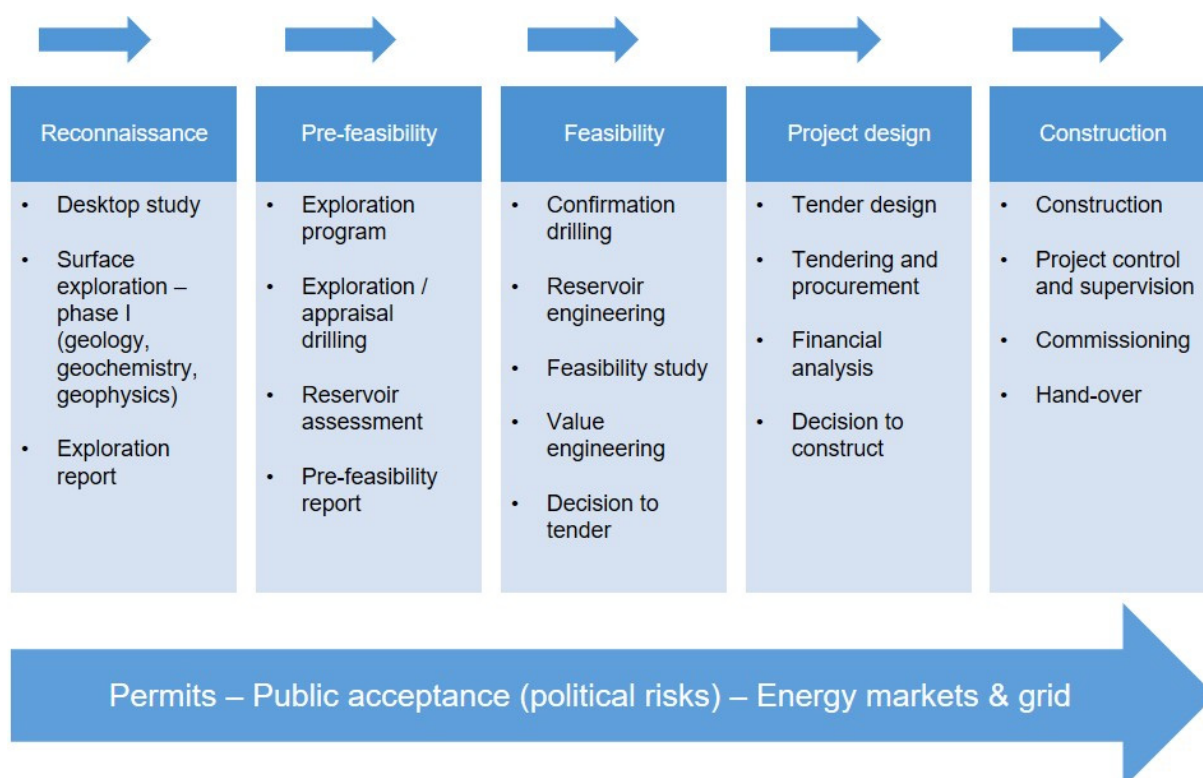 Reconnaissance
• Desktop study
• Surface
exploration –
phase I
(geology,
geochemistry,
geophysics)
• Exploration
report
Pre-feasibility
• Exploration
program
• Exploration /
appraisal
drilling
• Reservoir
assessment
• Pre-feasibility
report
Feasibility
• Confirmation
drilling
• Reservoir
engineering
• Feasibility study
• Value
engineering
• Decision to
tender
Project design
• Tender design
• Tendering and
procurement
• Financial
analysis
• Decision to
construct
Construction
• Construction
• Project control
and supervision
• Commissioning
• Hand-over
Permits – Public acceptance (political risks) – Energy markets & grid